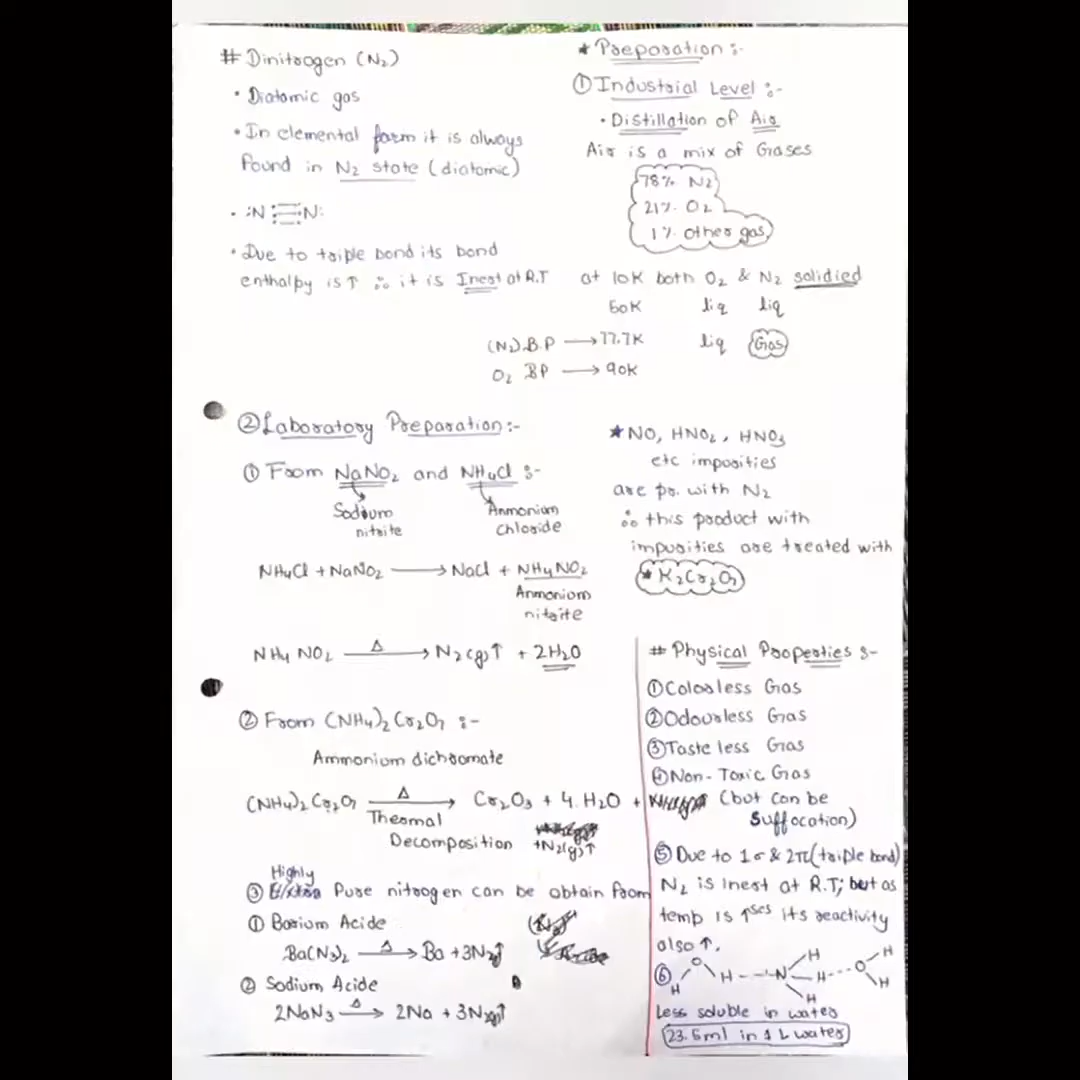 # Dinitrogen (N₂)
• Diatomic gas
• In elemental form it is always
found in N₂ state (diatomic)
• :N≡N:
• Due to triple bond its bond
enthalpy is ↑ ∴ it is Inert at R.T
★ Preparation :-
① Industrial Level :-
• Distillation of Air
Air is a mix of Gases
78% N₂
21% O₂
1% other gas
at 10K both O₂ & N₂ solidied
50K liq liq
(N₂).B.P → 77.7K liq Gas
O₂ BP → 90K
② Laboratory Preparation :-
① From NaNO₂ and NH₄Cl :-
Sodium nitrite
Ammonium chloride
NH₄Cl + NaNO₂ → NaCl + NH₄NO₂
Ammonium
nitrite
NH₄NO₂ —Δ→ N₂(g)↑ + 2H₂O
★ NO, HNO₂, HNO₃
etc impurities
are pr. with N₂
∴ this product with
impurities are treated with
★ K₂Cr₂O₇
② From (NH₄)₂Cr₂O₇ :-
Ammonium dichromate
(NH₄)₂Cr₂O₇ —Δ→ Cr₂O₃ + 4.H₂O +
Thermal
Decomposition +N₂(g)↑
Highly
③ Pure nitrogen can be obtain from
① Barium Acide
Ba(N₃)₂ —Δ→ Ba + 3N₂(g)↑
② Sodium Acide
2NaN₃ —Δ→ 2Na + 3N₂(g)↑
# Physical Properties :-
① Colorless Gas
② Odourless Gas
③ Tasteless Gas
④ Non-Toxic Gas
(but can be
suffocation)
⑤ Due to 1σ & 2π (triple bond)
N₂ is Inert at R.T; but as
temp is ↑ses its reactivity
also ↑.
⑥ H O H N H H H O H H
Less soluble in water
23.5ml in 1 L water